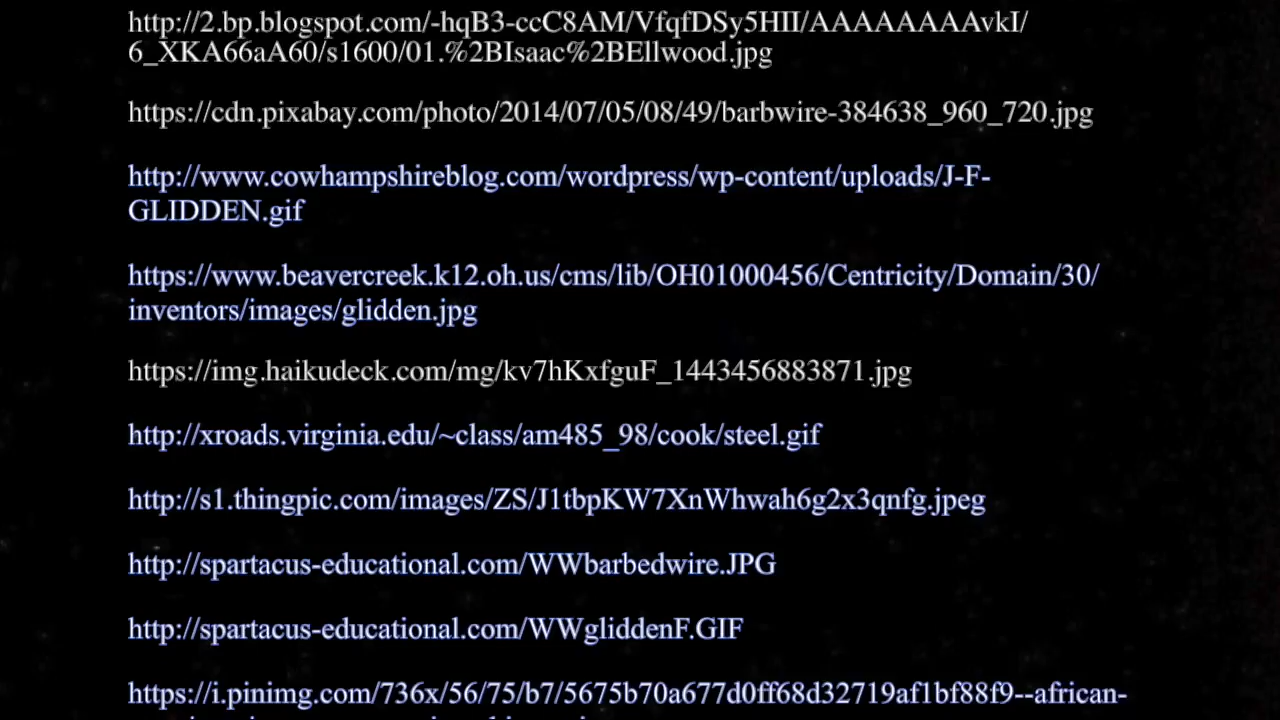 http://2.bp.blogspot.com/-hqB3-ccC8AM/VfqfDSy5HII/AAAAAAAAvkI/
6_XKA66aA60/s1600/01.%2BIsaac%2BEllwood.jpg
https://cdn.pixabay.com/photo/2014/07/05/08/49/barbwire-384638_960_720.jpg
http://www.cowhampshireblog.com/wordpress/wp-content/uploads/J-F-
GLIDDEN.gif
https://www.beavercreek.k12.oh.us/cms/lib/OH01000456/Centricity/Domain/30/
inventors/images/glidden.jpg
https://img.haikudeck.com/mg/kv7hKxfguF_1443456883871.jpg
http://xroads.virginia.edu/~class/am485_98/cook/steel.gif
http://s1.thingpic.com/images/ZS/J1tbpKW7XnWhwah6g2x3qnfg.jpeg
http://spartacus-educational.com/WWbarbedwire.JPG
http://spartacus-educational.com/WWgliddenF.GIF
https://i.pinimg.com/736x/56/75/b7/5675b70a677d0ff68d32719af1bf88f9--african-